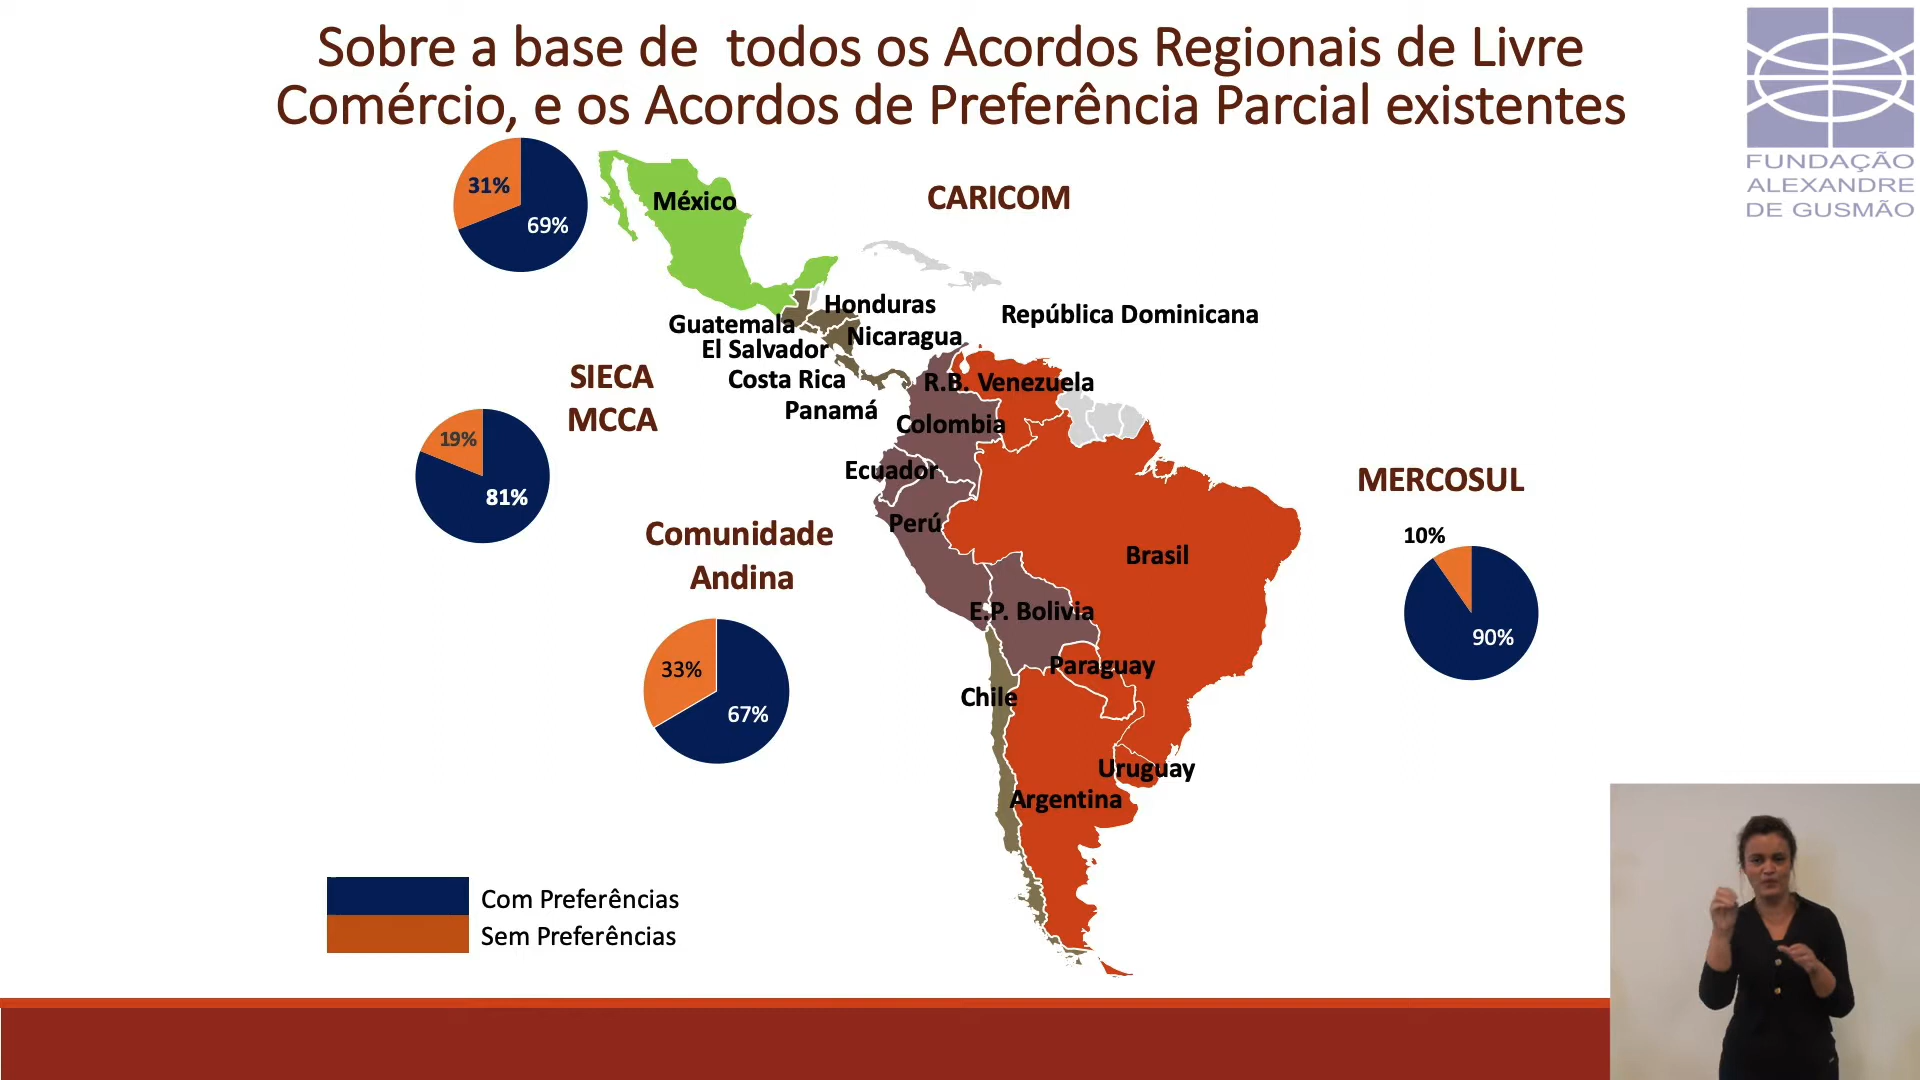 Sobre a base de  todos os Acordos Regionais de Livre
Comércio, e os Acordos de Preferência Parcial existentes
FUNDAÇÃO
ALEXANDRE
DE GUSMÃO
31%
69%
México
CARICOM
Honduras
República Dominicana
Guatemala
Nicaragua
El Salvador
SIECA
MCCA
Costa Rica
Panamá
R.B. Venezuela
Colombia
19%
81%
Ecuador
Perú
MERCOSUL
10%
90%
Comunidade
Andina
33%
67%
Brasil
E.P. Bolivia
Paraguay
Chile
Uruguay
Argentina
Com Preferências
Sem Preferências